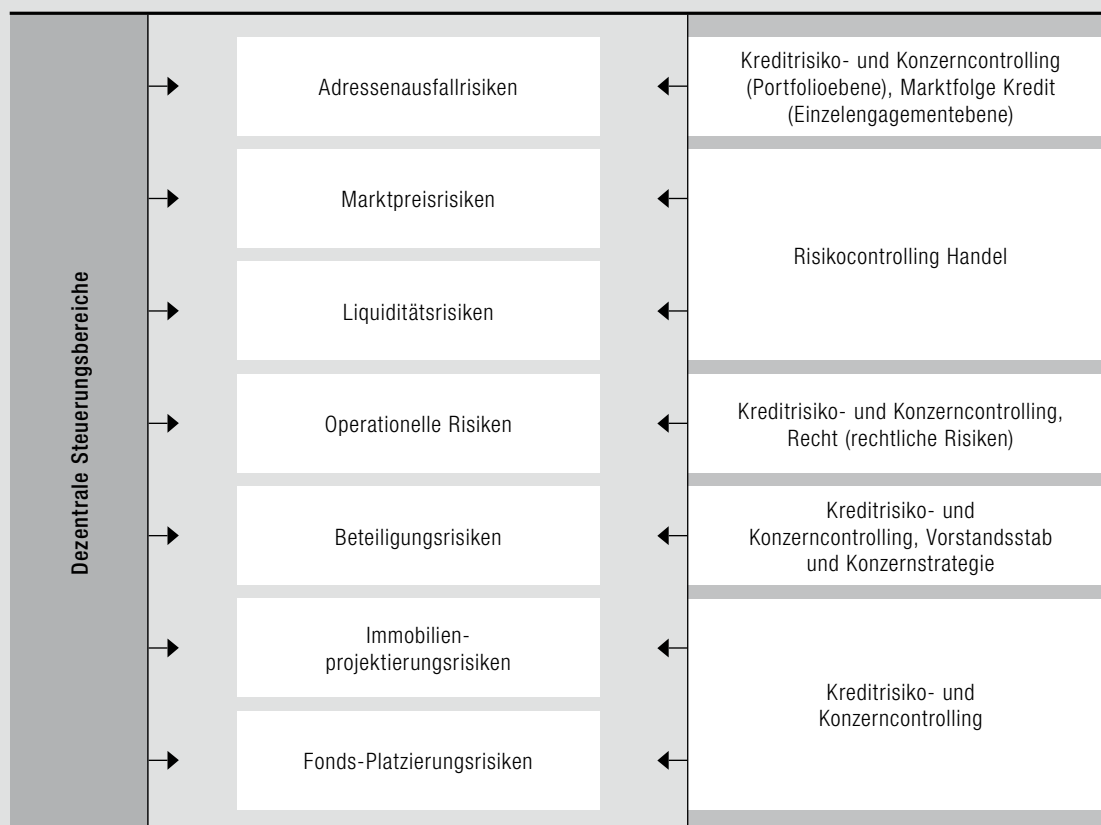 Dezentrale Steuerungsbereiche
Adressenausfallrisiken
Kreditrisiko- und Konzerncontrolling
(Portfolioebene), Marktfolge Kredit
(Einzelengagementebene)
Marktpreisrisiken
Risikocontrolling Handel
Liquiditätsrisiken
Operationelle Risiken
Kreditrisiko- und Konzerncontrolling,
Recht (rechtliche Risiken)
Beteiligungsrisiken
Kreditrisiko- und
Konzerncontrolling, Vorstandsstab
und Konzernstrategie
Immobilien-
projektierungsrisiken
Kreditrisiko- und
Konzerncontrolling
Fonds-Platzierungsrisiken